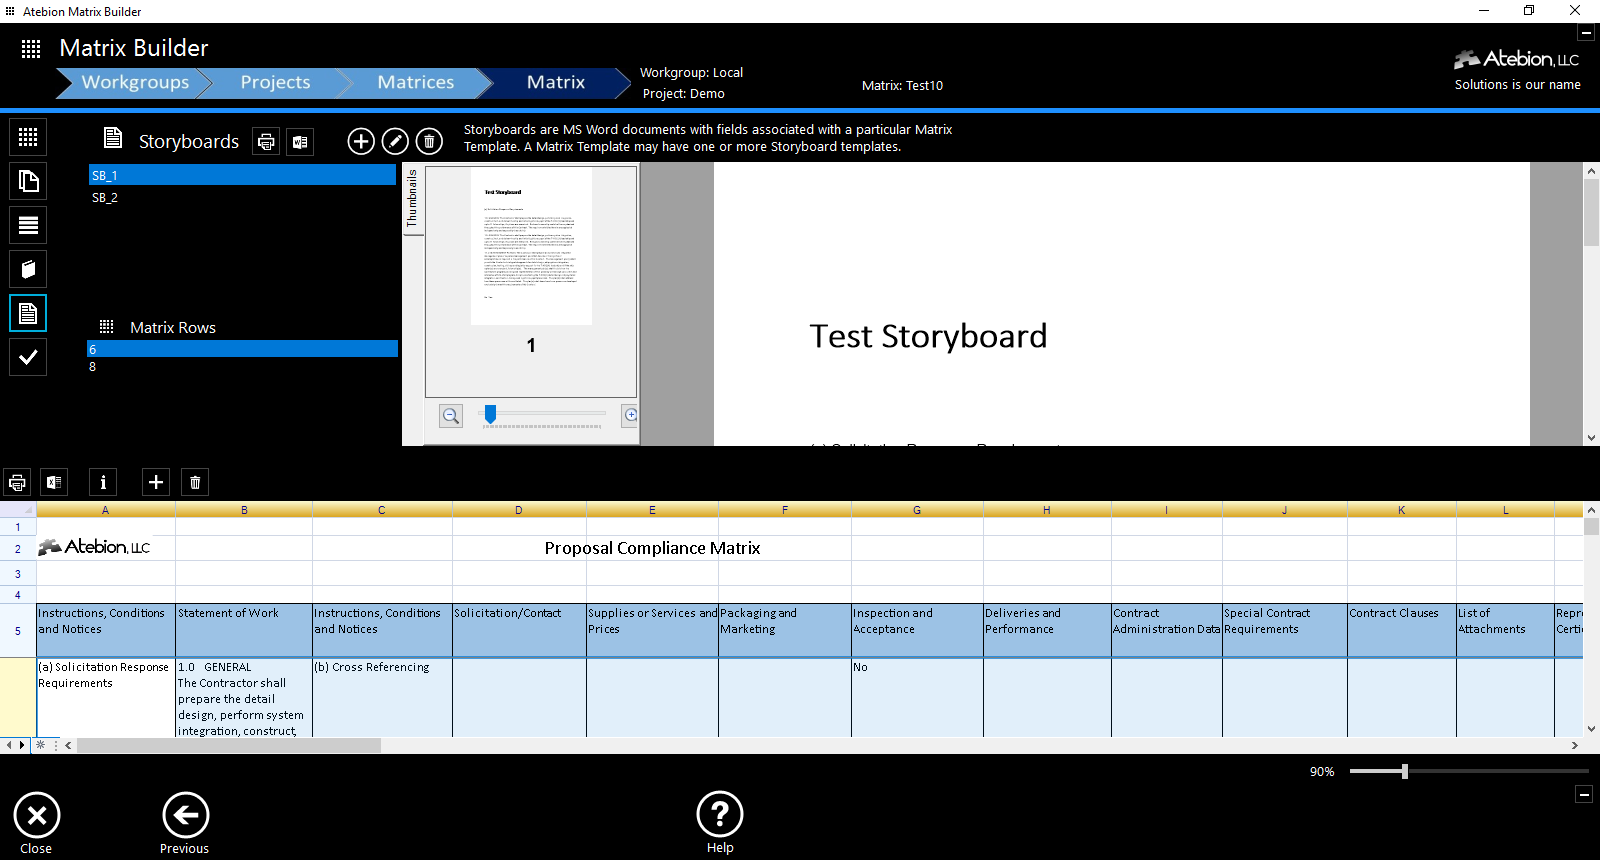 Atebion Matrix Builder
Matrix Builder
Workgroups
Projects
Matrices
Matrix
Workgroup: Local
Project: Demo
Matrix: Test10
Atebion, LLC
Solutions is our name
Storyboards
Storyboards are MS Word documents with fields associated with a particular Matrix
Template. A Matrix Template may have one or more Storyboard templates.
SB_1
SB_2
Matrix Rows
6
8
Thumbnails
Test Storyboard
1
Test Storyboard
A B C D E F G H I J K L
1
2 Atebion, LLC Proposal Compliance Matrix
3
4
5
Instructions, Conditions
and Notices
Statement of Work
Instructions, Conditions
and Notices
Solicitation/Contact
Supplies or Services and
Prices
Packaging and
Marketing
Inspection and
Acceptance
Deliveries and
Performance
Contract
Administration Data
Special Contract
Requirements
Contract Clauses
List of
Attachments
Repr
Certi
(a) Solicitation Response
Requirements
1.0 GENERAL
The Contractor shall
prepare the detail
design, perform system
integration, construct,
(b) Cross Referencing
No
90%
Close
Previous
Help